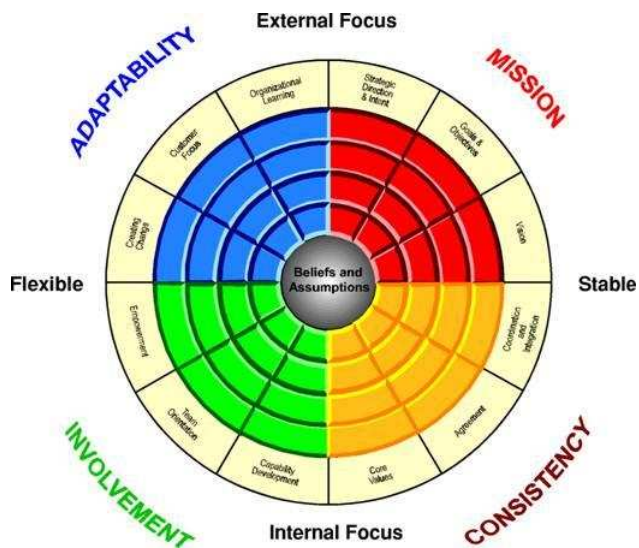 External Focus
ADAPTABILITY
MISSION
Organizational
Learning
Strategic
Direction
& Intent
Customer
Focus
Goals &
Objectives
Creating
Change
Vision
Flexible
Beliefs and
Assumptions
Stable
Empowerment
Coordination
and
Integration
Team
Orientation
Agreement
Capability
Development
Core
Values
INVOLVEMENT
CONSISTENCY
Internal Focus